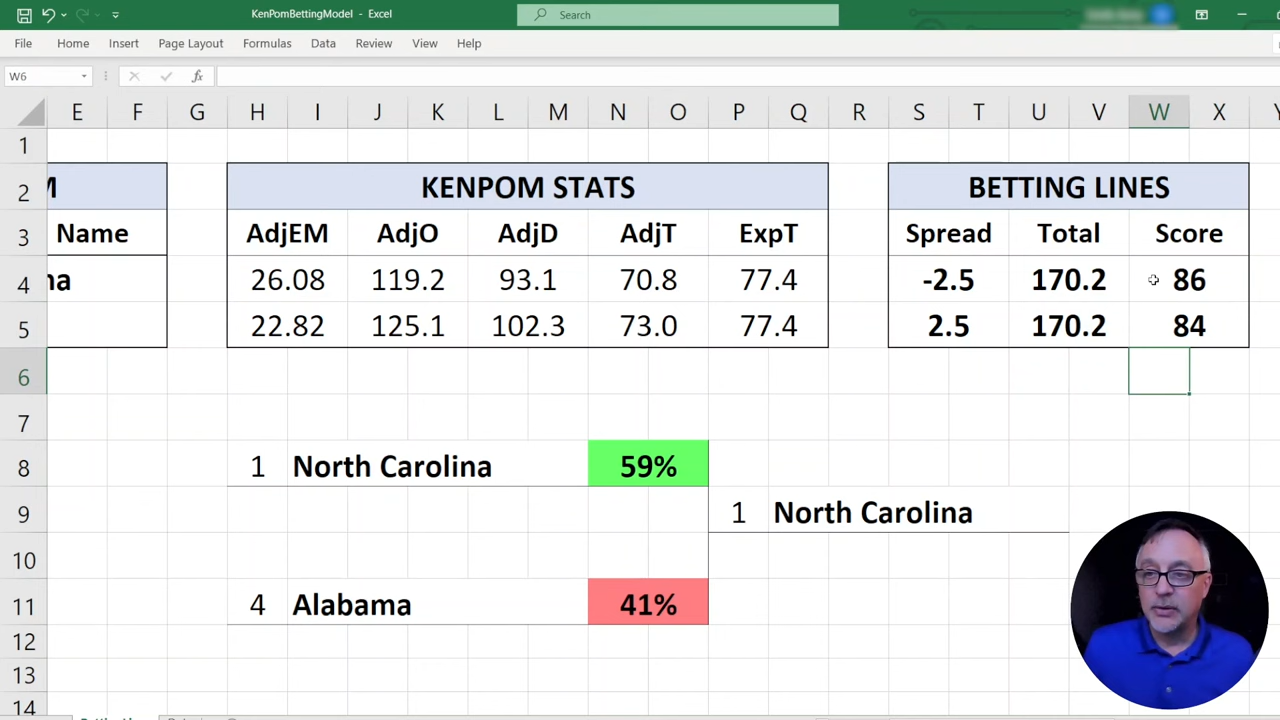 KenPomBettingModel - Excel
Search
File Home Insert Page Layout Formulas Data Review View Help
W6 fx
E F G H I J K L M N O P Q R S T U V W X
1
2 KENPOM STATS BETTING LINES
3 Name AdjEM AdjO AdjD AdjT ExpT Spread Total Score
4 na 26.08 119.2 93.1 70.8 77.4 -2.5 170.2 86
5 22.82 125.1 102.3 73.0 77.4 2.5 170.2 84
6
7
8 1 North Carolina 59%
9 1 North Carolina
10
11 4 Alabama 41%
12
13
14